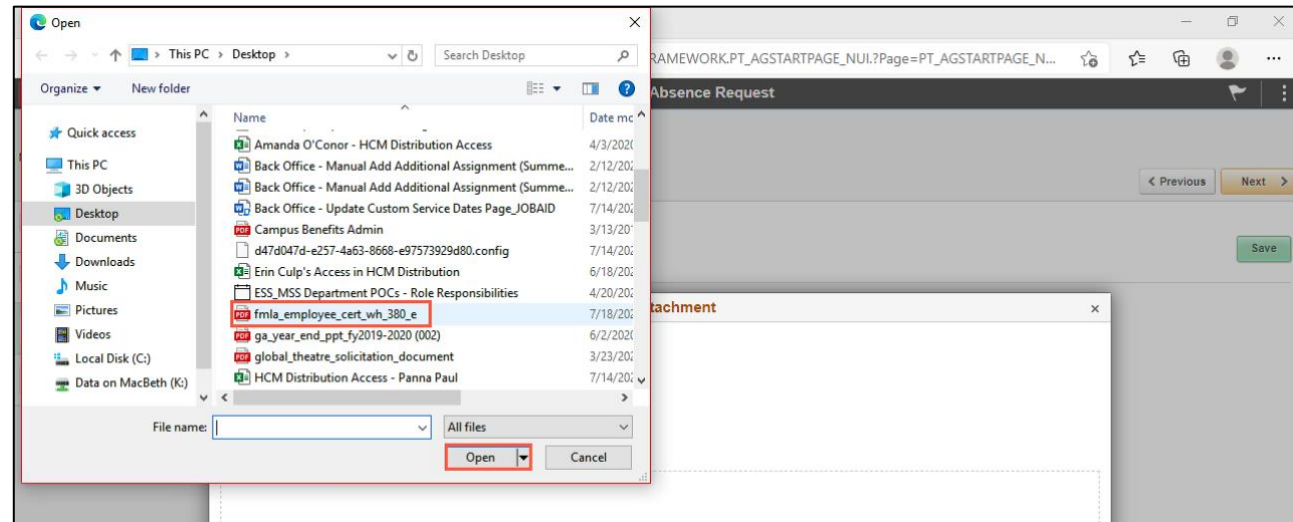 Open
This PC > Desktop >
Search Desktop
RAMEWORK.PT_AGSTARTPAGE_NUI.?Page=PT_AGSTARTPAGE_N...
Organize
New folder
Absence Request
Name
Date mo
Quick access
This PC
3D Objects
Desktop
Documents
Downloads
Music
Pictures
Videos
Local Disk (C:)
Data on MacBeth (K:)
Amanda O'Conor - HCM Distribution Access 4/3/2020
Back Office - Manual Add Additional Assignment (Summe... 2/12/202
Back Office - Manual Add Additional Assignment (Summe... 2/12/202
Back Office - Update Custom Service Dates Page_JOBAID 7/14/202
Campus Benefits Admin 3/13/201
d47d047d-e257-4a63-8668-e97573929d80.config 7/14/202
Erin Culp's Access in HCM Distribution 6/18/202
ESS_MSS Department POCs - Role Responsibilities 4/20/202
fmla_employee_cert_wh_380_e 7/18/202
ga_year_end_ppt_fy2019-2020 (002) 6/2/2020
global_theatre_solicitation_document 3/23/202
HCM Distribution Access - Panna Paul 7/14/202
< Previous
Next >
Save
tachment
File name:
All files
Open
Cancel